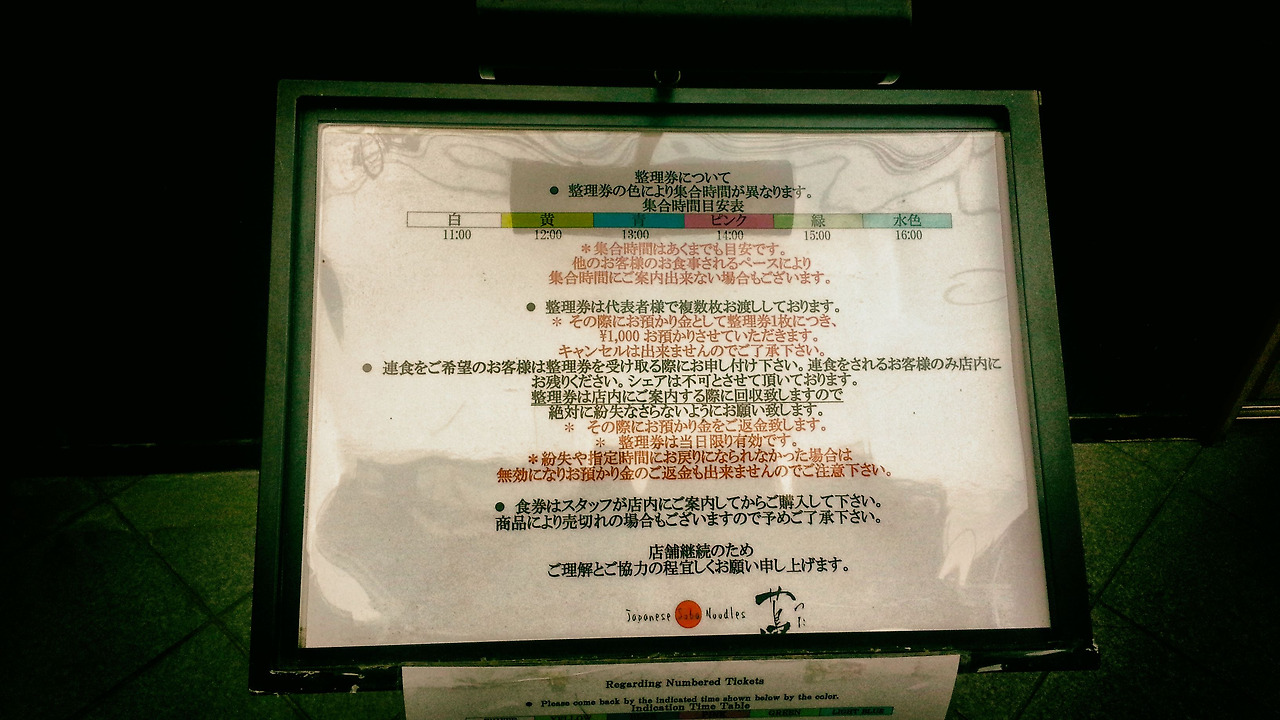 整理券について
● 整理券の色により集合時間が異なります。
集合時間目安表
白 黄 青 ピンク 緑 水色
11:00 12:00 13:00 14:00 15:00 16:00
＊集合時間はあくまでも目安です。
他のお客様のお食事されるペースにより
集合時間にご案内出来ない場合もございます。
● 整理券は代表者様で複数枚お渡ししております。
＊ その際にお預かり金として整理券1枚につき、
¥1,000 お預かりさせていただきます。
キャンセルは出来ませんのでご了承下さい。
● 連食をご希望のお客様は整理券を受け取る際にお申し付け下さい。連食をされるお客様のみ店内に
お残りください。シェアは不可とさせて頂いております。
整理券は店内にご案内する際に回収致しますので
絶対に紛失なさらないようにお願い致します。
＊ その際にお預かり金をご返金致します。
＊ 整理券は当日限り有効です。
＊紛失や指定時間にお戻りになられなかった場合は
無効になりお預かり金のご返金も出来ませんのでご注意下さい。
● 食券はスタッフが店内にご案内してからご購入して下さい。
商品により売切れの場合もございますので予めご了承下さい。
店舗継続のため
ご理解とご協力の程宜しくお願い申し上げます。
Japanese Soba Noodles 蔦 つた
Regarding Numbered Tickets
● Please come back by the indicated time shown below by the color.
Indication Time Table
GREEN LIGHT BLUE